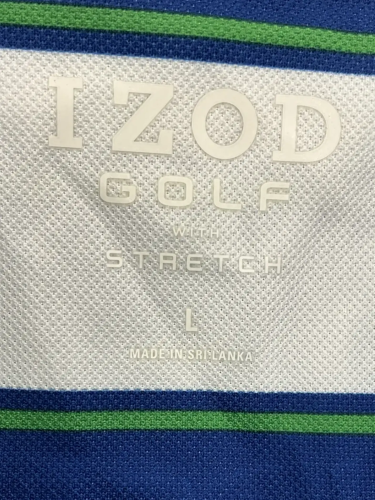 IZOD
GOLF
WITH
STRETCH
L
MADE IN SRI LANKA